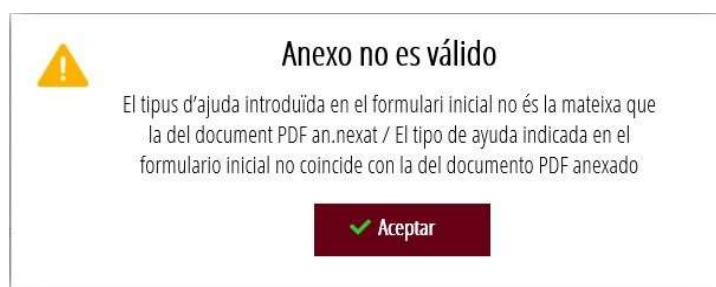 Anexo no es válido
El tipus d'ajuda introduïda en el formulari inicial no és la mateixa que
la del document PDF an.nexat / El tipo de ayuda indicada en el
formulario inicial no coincide con la del documento PDF anexado
Aceptar